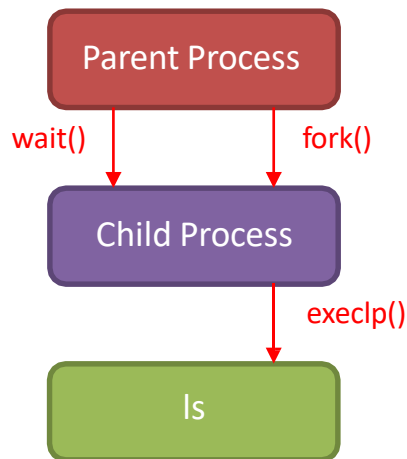 Parent Process
wait()
fork()
Child Process
execlp()
ls